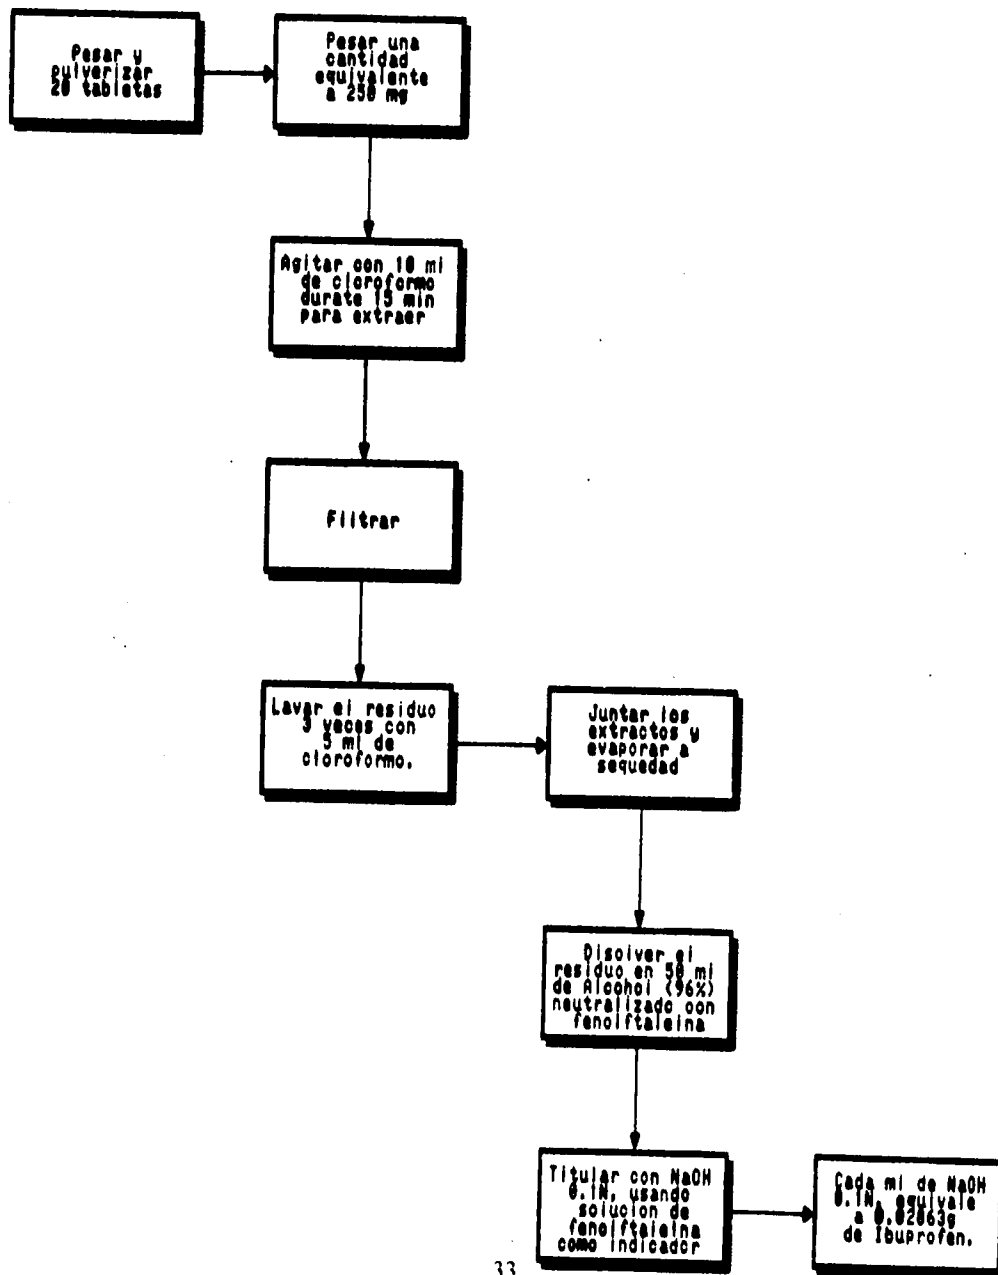 Pesar y
pulverizar
20 tabletas
Pesar una
cantidad
equivalente
a 250 mg
Agitar con 10 ml
de cloroformo
durate 15 min
para extraer
Filtrar
Lavar el residuo
3 veces con
5 ml de
cloroformo.
Juntar los
extractos y
evaporar a
sequedad
Disolver el
residuo en 50 ml
de Alcohol (96%)
neutralizado con
fenolftaleina
Titular con NaOH
0.1N, usando
solucion de
fenolftaleina
como indicador
Cada ml de NaOH
0.1N, equivale
a 0.02063g
de Ibuprofen.
33